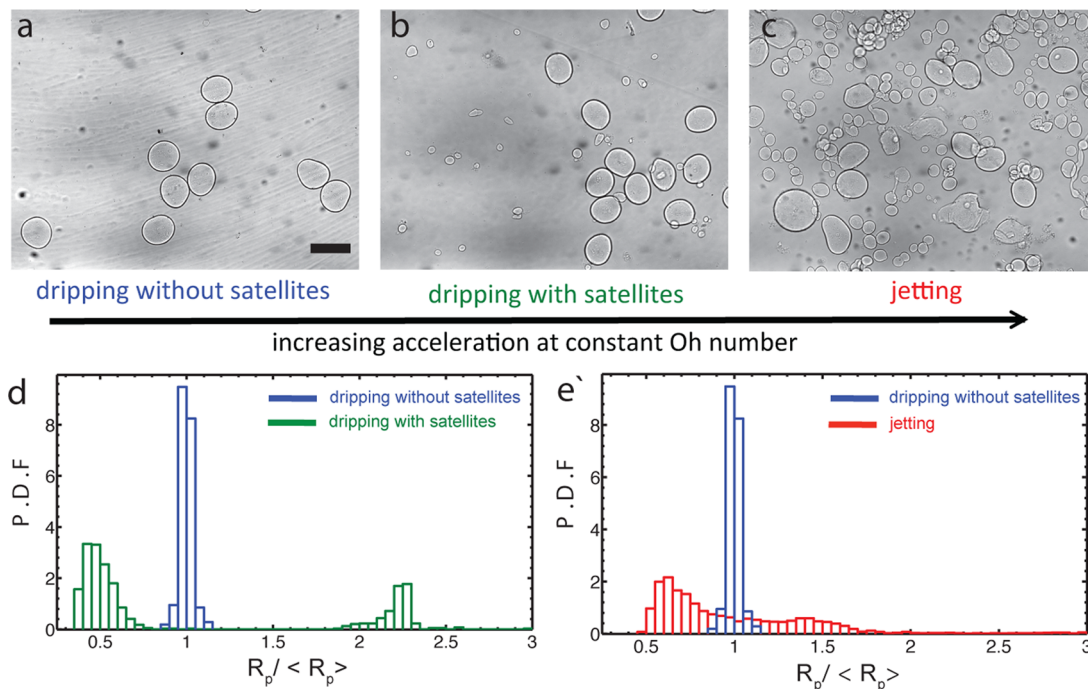 a
b
c
dripping without satellites
dripping with satellites
jetting
increasing acceleration at constant Oh number
d
dripping without satellites
dripping with satellites
8
6
4
2
0
P.D.F
0.5 1 1.5 2 2.5 3
Rp/ < Rp>
e`
dripping without satellites
jetting
8
6
4
2
0
P.D.F
0.5 1 1.5 2 2.5 3
Rp/ < Rp>